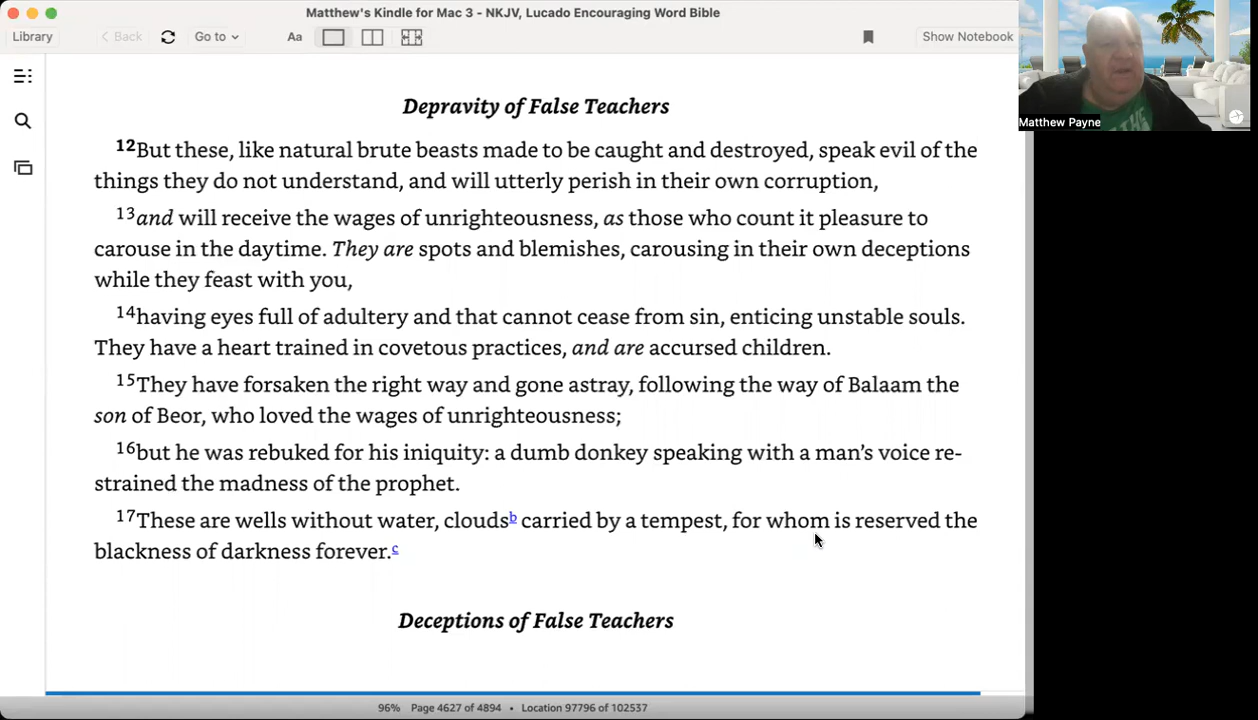 Matthew's Kindle for Mac 3 - NKJV, Lucado Encouraging Word Bible
Library Back Go to Aa Show Notebook
Matthew Payne
Depravity of False Teachers
12But these, like natural brute beasts made to be caught and destroyed, speak evil of the
things they do not understand, and will utterly perish in their own corruption,
13and will receive the wages of unrighteousness, as those who count it pleasure to
carouse in the daytime. They are spots and blemishes, carousing in their own deceptions
while they feast with you,
14having eyes full of adultery and that cannot cease from sin, enticing unstable souls.
They have a heart trained in covetous practices, and are accursed children.
15They have forsaken the right way and gone astray, following the way of Balaam the
son of Beor, who loved the wages of unrighteousness;
16but he was rebuked for his iniquity: a dumb donkey speaking with a man’s voice re-
strained the madness of the prophet.
17These are wells without water, cloudsb carried by a tempest, for whom is reserved the
blackness of darkness forever.c
Deceptions of False Teachers
96% Page 4627 of 4894 • Location 97796 of 102537